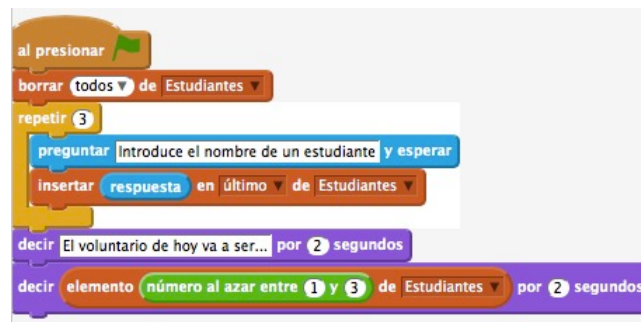 al presionar
borrar todos de Estudiantes
repetir 3
preguntar Introduce el nombre de un estudiante y esperar
insertar respuesta en último de Estudiantes
decir El voluntario de hoy va a ser... por 2 segundos
decir elemento número al azar entre 1 y 3 de Estudiantes por 2 segundos